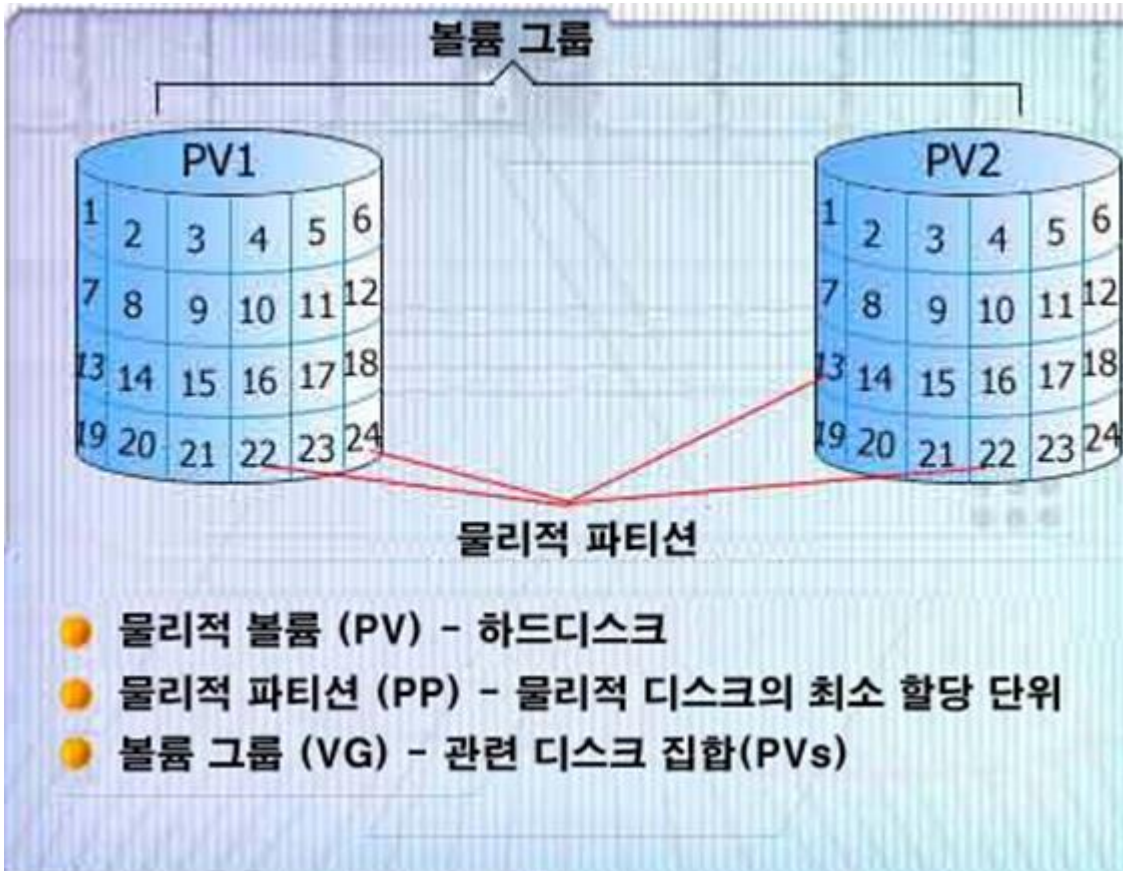 볼륨 그룹
PV1 PV2
1 2 3 4 5 6 1 2 3 4 5 6
7 8 9 10 11 12 7 8 9 10 11 12
13 14 15 16 17 18 13 14 15 16 17 18
19 20 21 22 23 24 19 20 21 22 23 24
물리적 파티션
물리적 볼륨 (PV) - 하드디스크
물리적 파티션 (PP) - 물리적 디스크의 최소 할당 단위
볼륨 그룹 (VG) - 관련 디스크 집합(PVs)